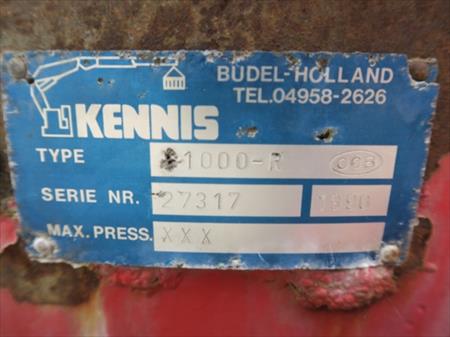 BUDEL-HOLLAND
TEL.04958-2626
KENNIS
TYPE 1000-R
SERIE NR. 27317
MAX. PRESS. XXX